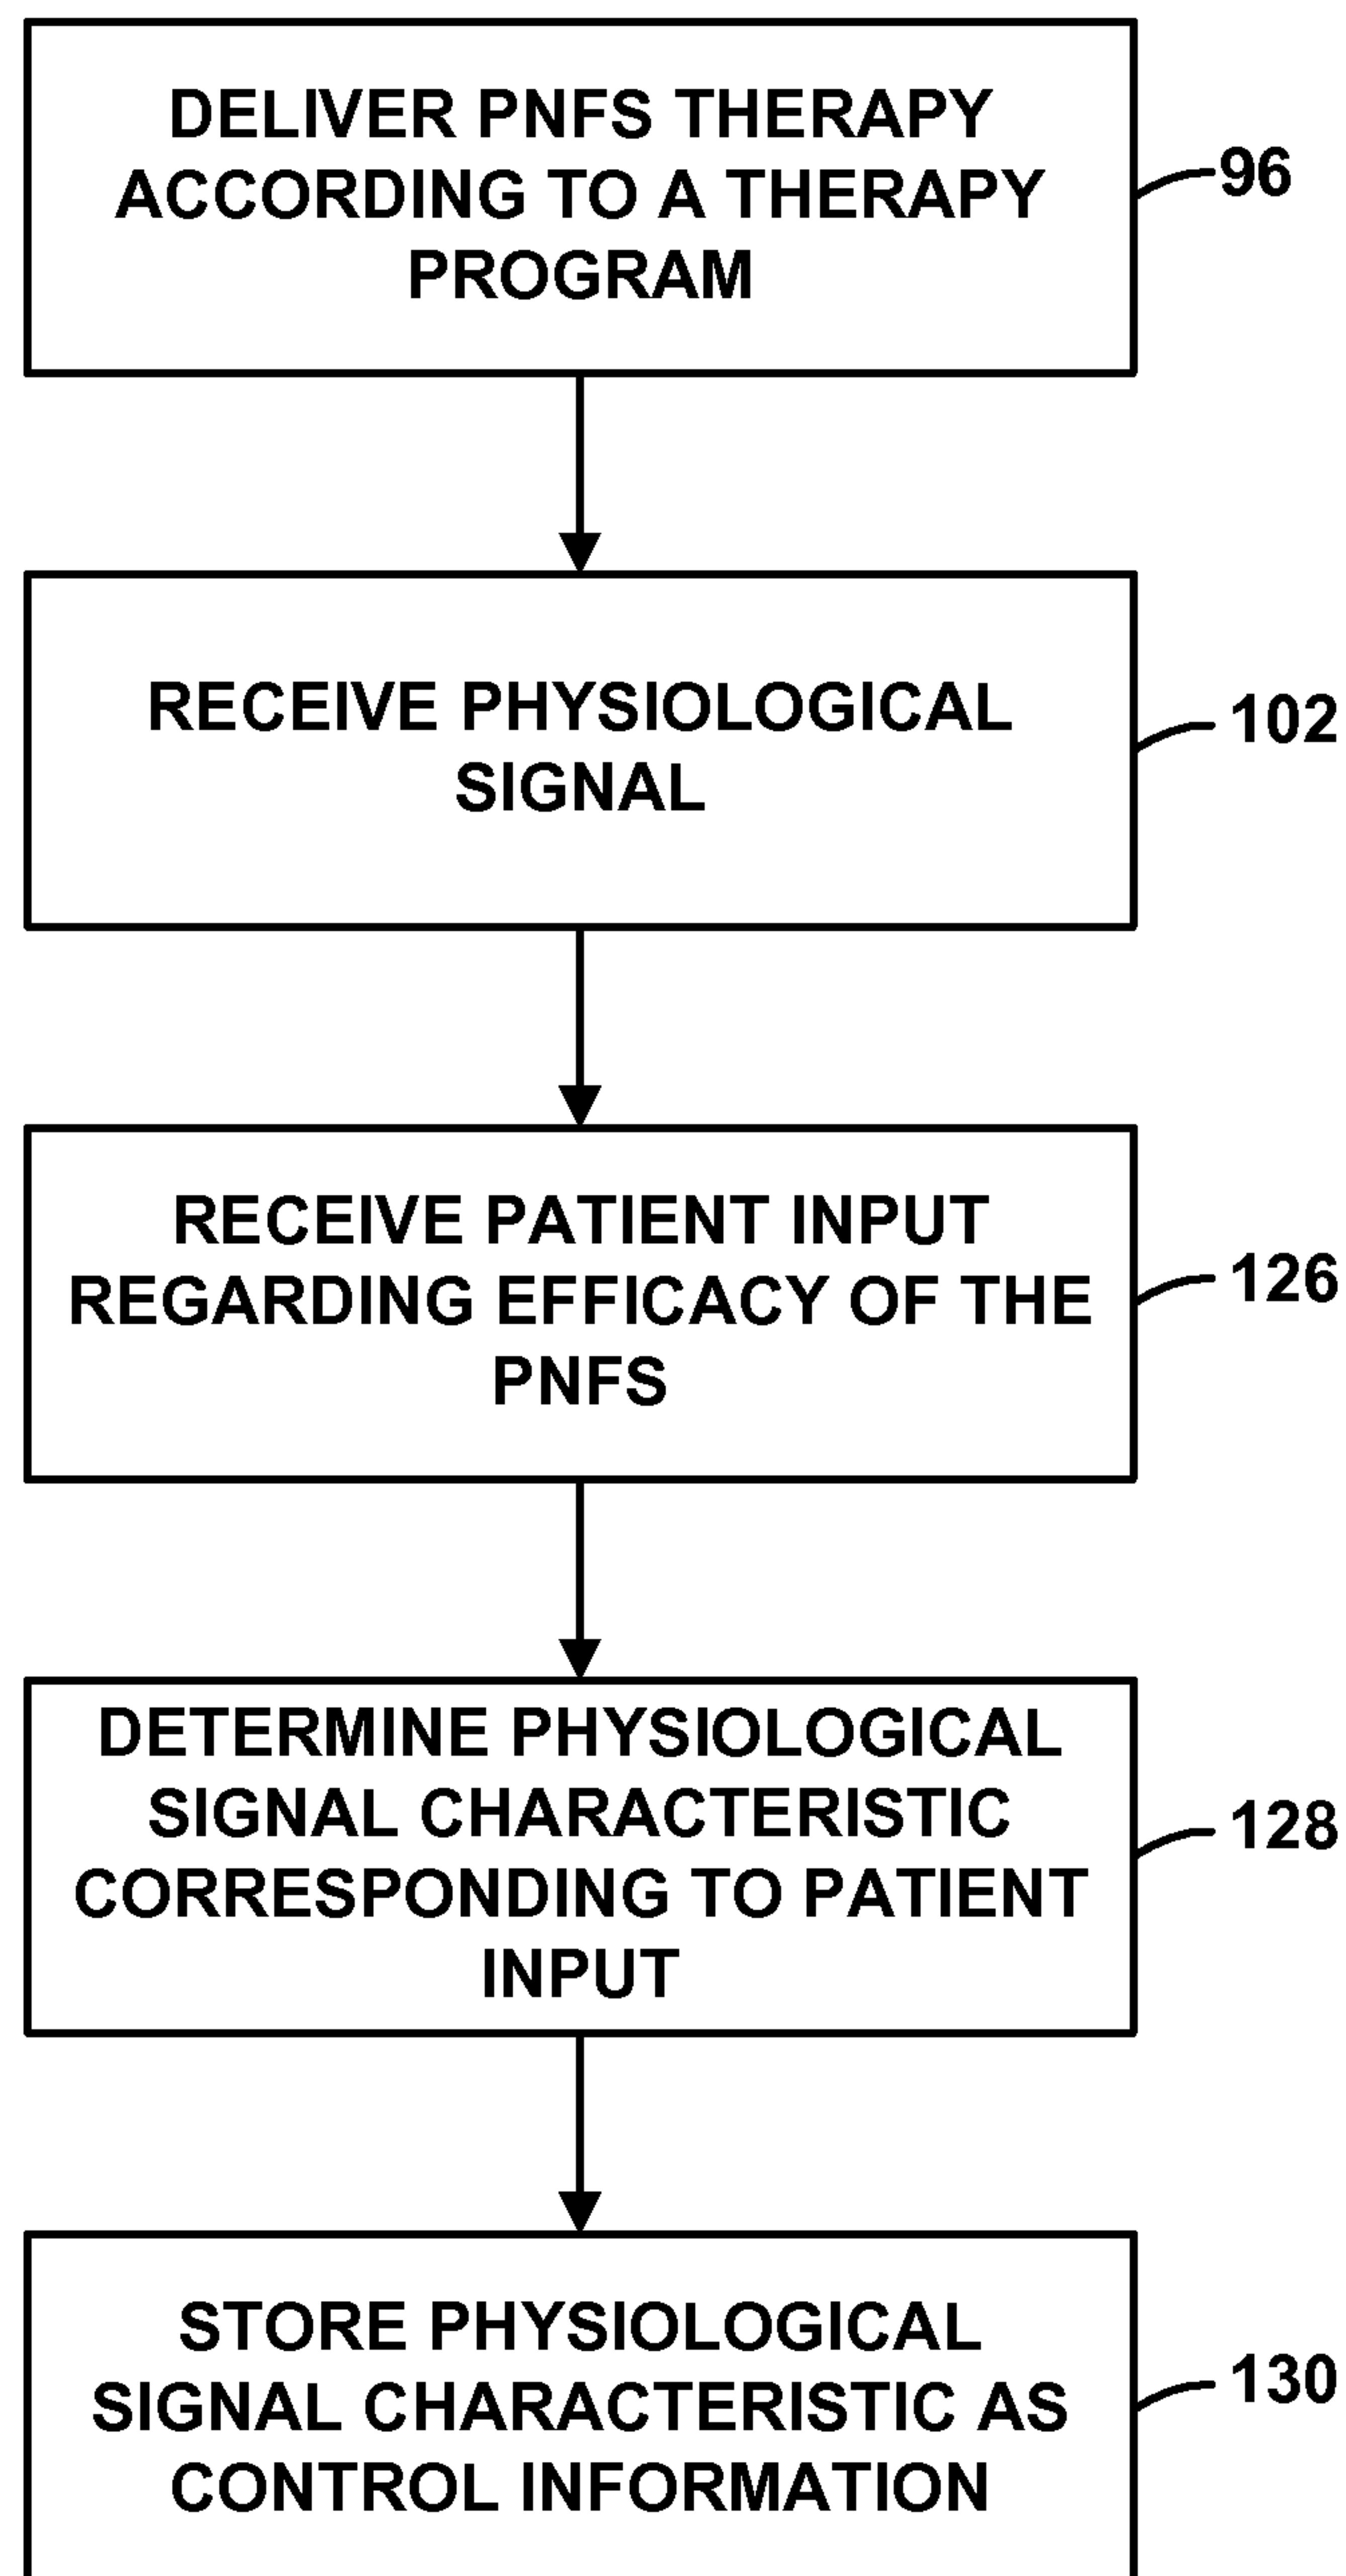 DELIVER PNFS THERAPY
ACCORDING TO A THERAPY
PROGRAM
96
RECEIVE PHYSIOLOGICAL
SIGNAL
102
RECEIVE PATIENT INPUT
REGARDING EFFICACY OF THE
PNFS
126
DETERMINE PHYSIOLOGICAL
SIGNAL CHARACTERISTIC
CORRESPONDING TO PATIENT
INPUT
128
STORE PHYSIOLOGICAL
SIGNAL CHARACTERISTIC AS
CONTROL INFORMATION
130